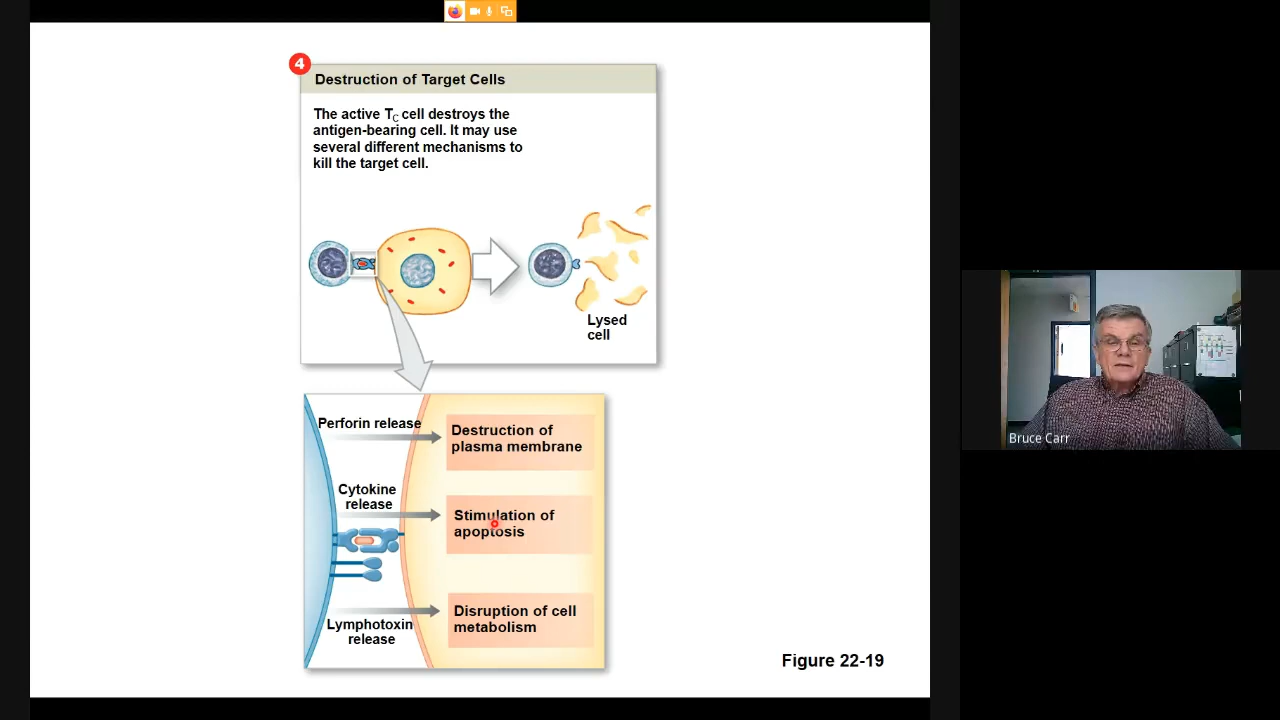 4
Destruction of Target Cells
The active TC cell destroys the
antigen-bearing cell. It may use
several different mechanisms to
kill the target cell.
Lysed
cell
Perforin release
Destruction of
plasma membrane
Cytokine
release
Stimulation of
apoptosis
Lymphotoxin
release
Disruption of cell
metabolism
Figure 22-19
Bruce Carr